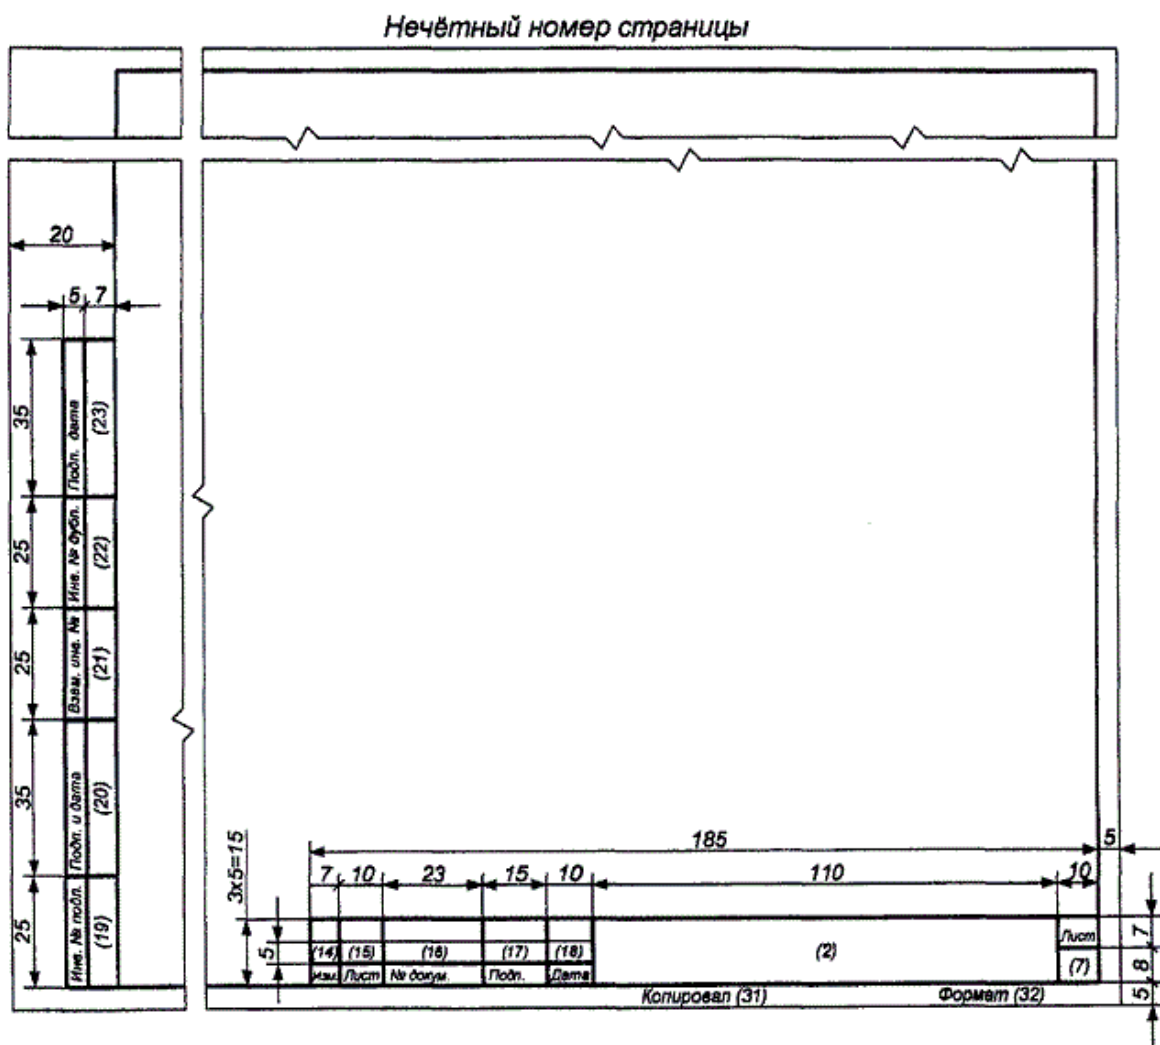 Нечётный номер страницы
20
5 7
35
Подп. дата
(23)
25
Инв. № дубл.
(22)
25
Взам. инв. №
(21)
35
Подп. и дата
(20)
25
Инв. № подл.
(19)
185 5
3x5=15
7 10 23 15 10 110 10
5
(14) (15) (16) (17) (18) (2) Лист 7
Изм. Лист № докум. Подп. Дата (7) 8
Копировал (31) Формат (32) 5